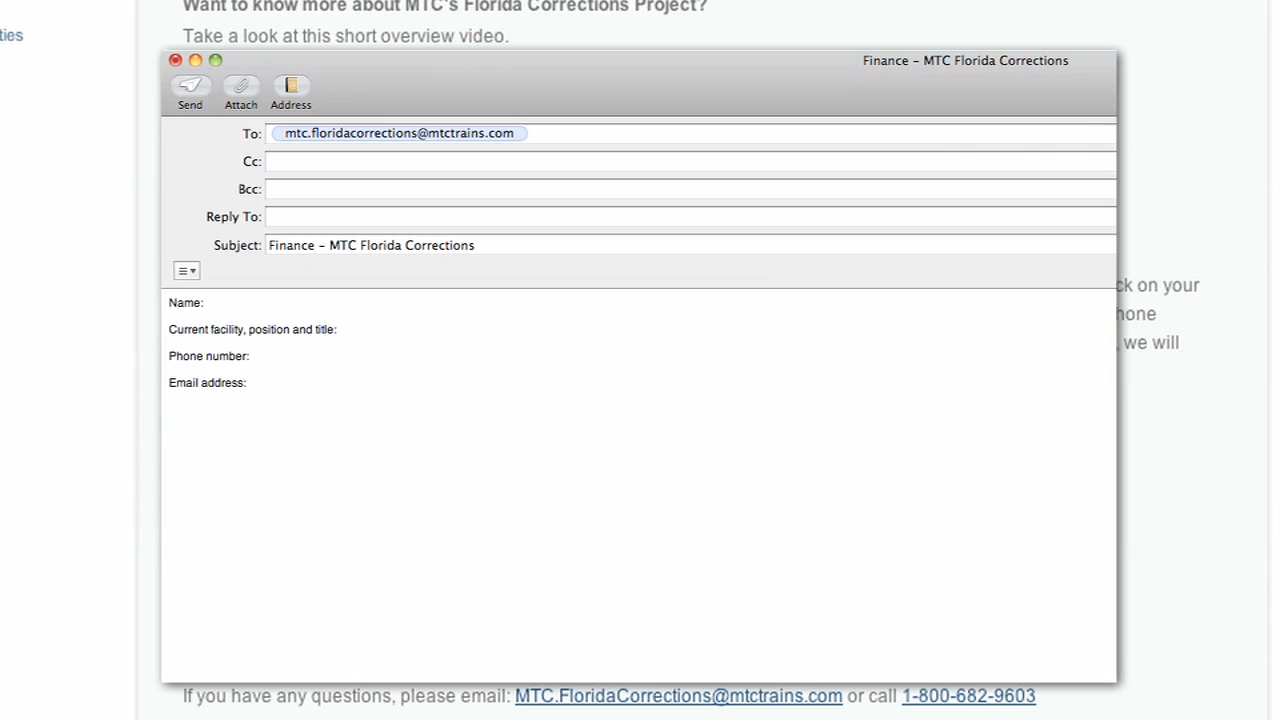 Want to know more about MTC's Florida Corrections Project?
ties
Take a look at this short overview video.
Finance – MTC Florida Corrections
Send Attach Address
To: mtc.floridacorrections@mtctrains.com
Cc:
Bcc:
Reply To:
Subject: Finance – MTC Florida Corrections
ck on your
Name:
hone
Current facility, position and title:
, we will
Phone number:
Email address:
If you have any questions, please email: MTC.FloridaCorrections@mtctrains.com or call 1-800-682-9603